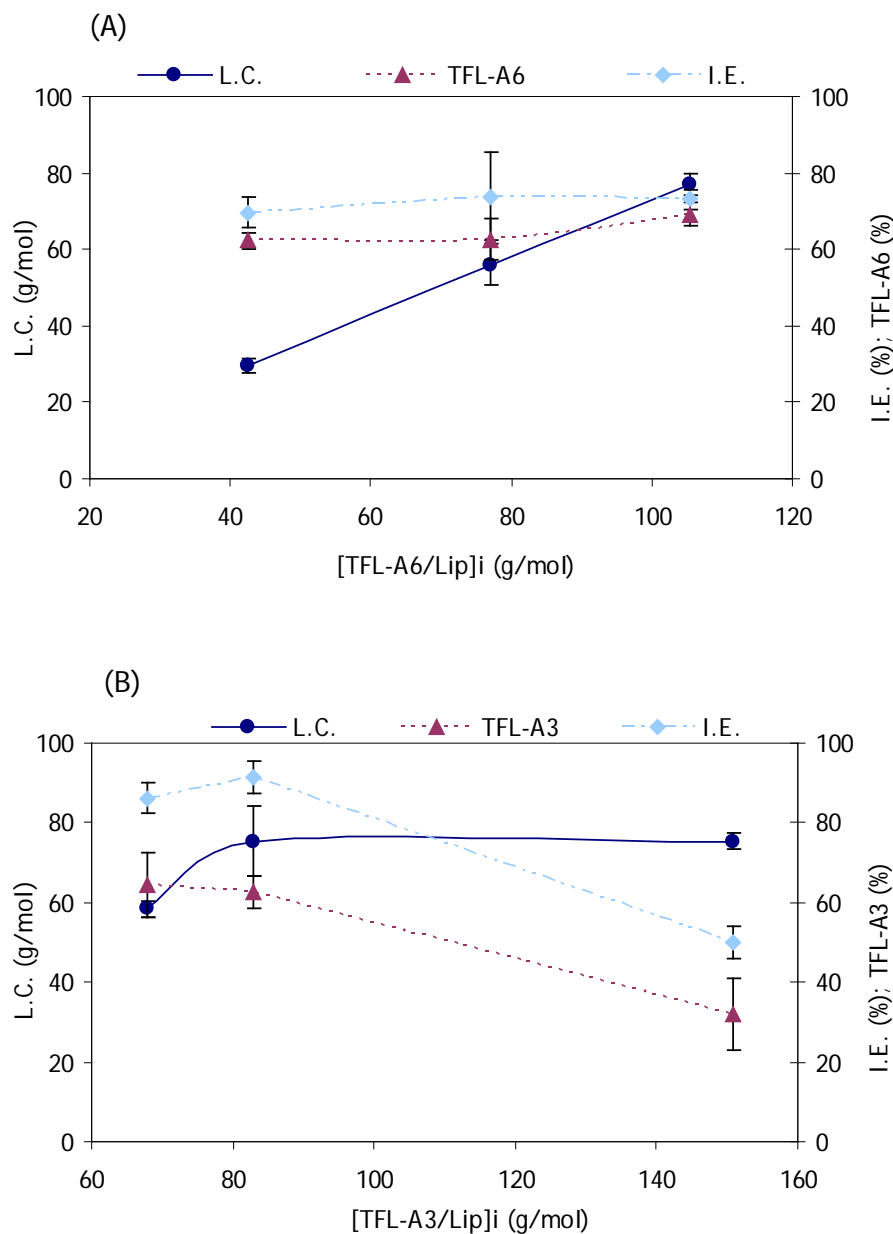 (A)
L.C. TFL-A6 I.E.
100 100
80 80
60 60
40 40
20 20
0 0
L.C. (g/mol)
I.E. (%); TFL-A6 (%)
20 40 60 80 100 120
[TFL-A6/Lip]i (g/mol)
(B)
L.C. TFL-A3 I.E.
100 100
80 80
60 60
40 40
20 20
0 0
L.C. (g/mol)
I.E. (%); TFL-A3 (%)
60 80 100 120 140 160
[TFL-A3/Lip]i (g/mol)